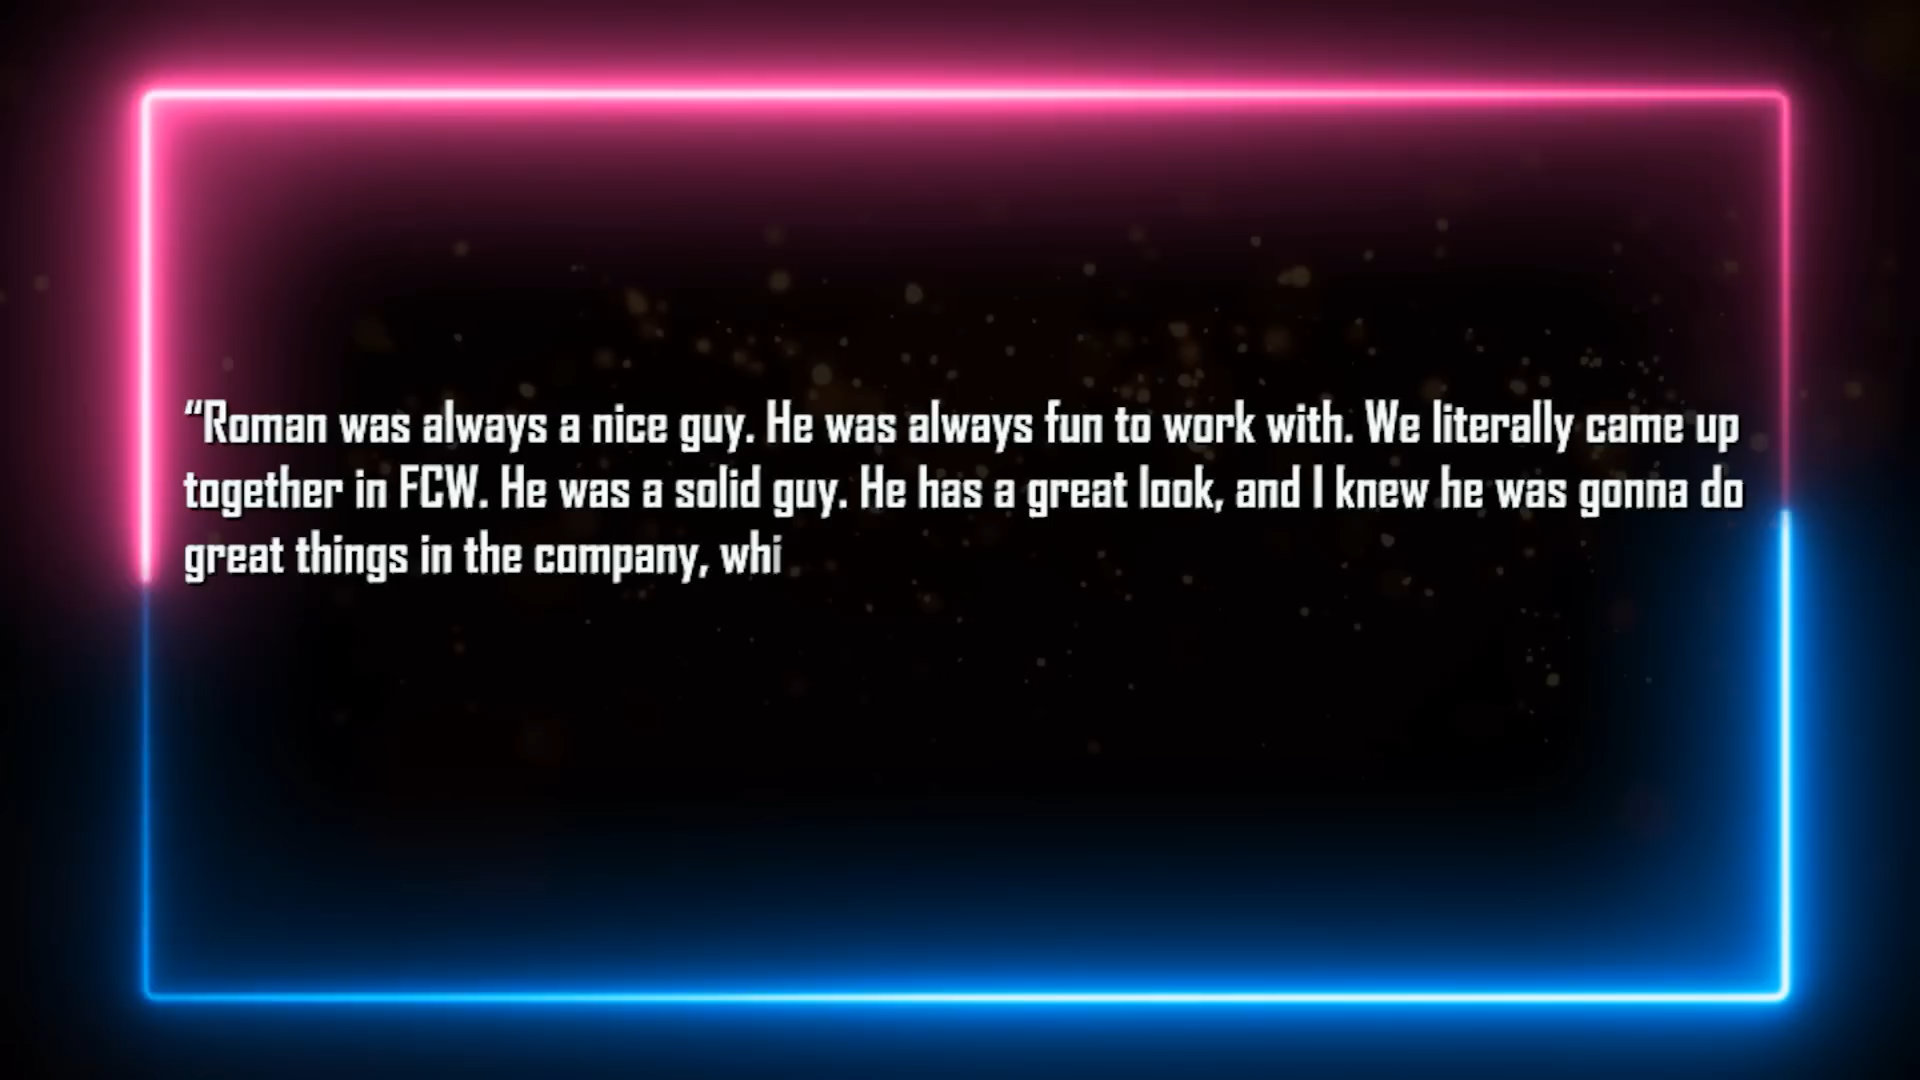 “Roman was always a nice guy. He was always fun to work with. We literally came up
together in FCW. He was a solid guy. He has a great look, and I knew he was gonna do
great things in the company, whi